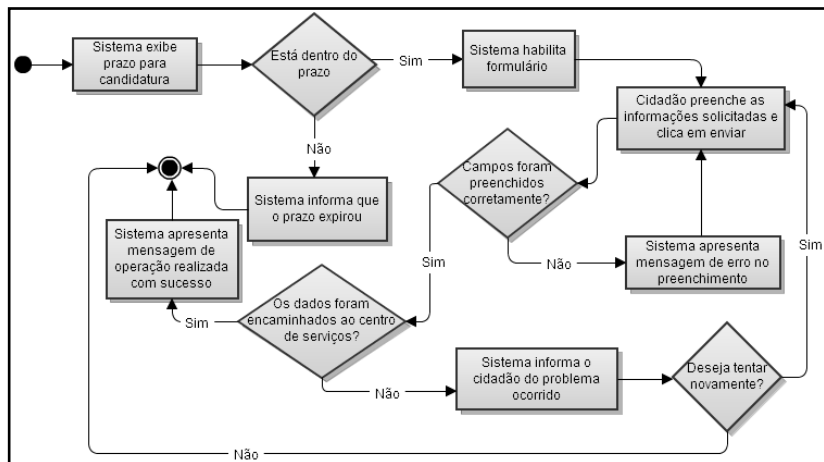 Sistema exibe
prazo para
candidatura
Está dentro do
prazo
Sim
Sistema habilita
formulário
Cidadão preenche as
informações solicitadas e
clica em enviar
Não
Campos foram
preenchidos
corretamente?
Sistema informa que
o prazo expirou
Sistema apresenta
mensagem de
operação realizada
com sucesso
Sim
Não
Sistema apresenta
mensagem de erro no
preenchimento
Sim
Os dados foram
encaminhados ao centro
de serviços?
Sim
Não
Sistema informa o
cidadão do problema
ocorrido
Deseja tentar
novamente?
Não